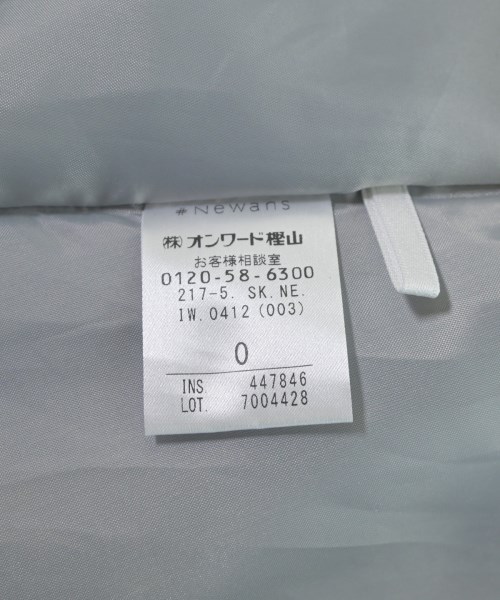 #Newans
㈱オンワード樫山
お客様相談室
0120-58-6300
217-5. SK.NE.
IW.0412(003)
0
INS. 447846
LOT. 7004428